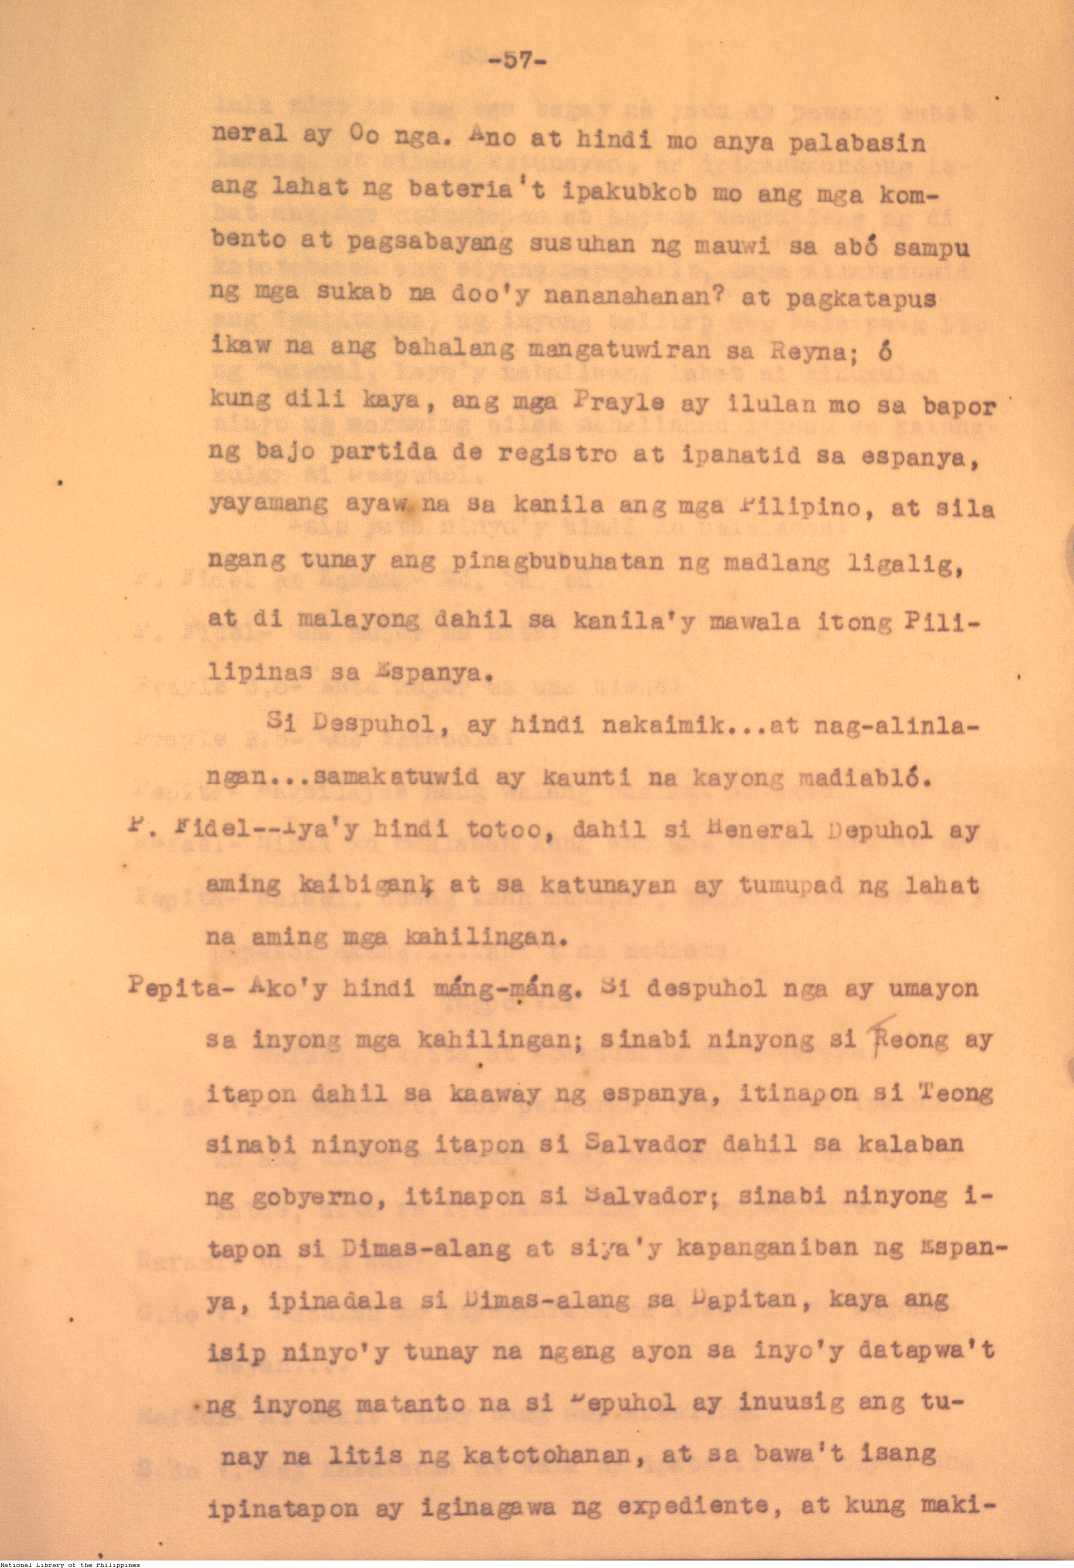 -57-
neral ay Oo nga. Ano at hindi mo anya palabasin
ang lahat ng bateria't ipakubkob mo ang mga kom-
bento at pagsabayang susuhan ng mauwi sa abó sampu
ng mga sukab na doo'y nananahanan? at pagkatapus
ikaw na ang bahalang mangatuwiran sa Reyna; ó
kung dili kaya, ang mga Prayle ay ilulan mo sa bapor
ng bajo partida de registro at ipahatid sa espanya,
yayamang ayaw na sa kanila ang mga Pilipino, at sila
ngang tunay ang pinagbubuhatan ng madlang ligalig,
at di malayong dahil sa kanila'y mawala itong Pili-
lipinas sa Espanya.
Si Despuhol, ay hindi nakaimik...at nag-alinla-
ngan...samakatuwid ay kaunti na kayong madiabló.
P. Fidel--Iya'y hindi totoo, dahil si Heneral Depuhol ay
aming kaibigank at sa katunayan ay tumupad ng lahat
na aming mga kahilingan.
Pepita- Ako'y hindi máng-máng. Si despuhol nga ay umayon
sa inyong mga kahilingan; sinabi ninyong si Reong ay
itapon dahil sa kaaway ng espanya, itinapon si Teong
sinabi ninyong itapon si Salvador dahil sa kalaban
ng gobyerno, itinapon si Salvador; sinabi ninyong i-
tapon si Dimas-alang at siya'y kapanganiban ng Espan-
ya, ipinadala si Dimas-alang sa Dapitan, kaya ang
isip ninyo'y tunay na ngang ayon sa inyo'y datapwa't
ng inyong matanto na si Depuhol ay inuusig ang tu-
nay na litis ng katotohanan, at sa bawa't isang
ipinatapon ay iginagawa ng expediente, at kung maki-
National Library of the Philippines